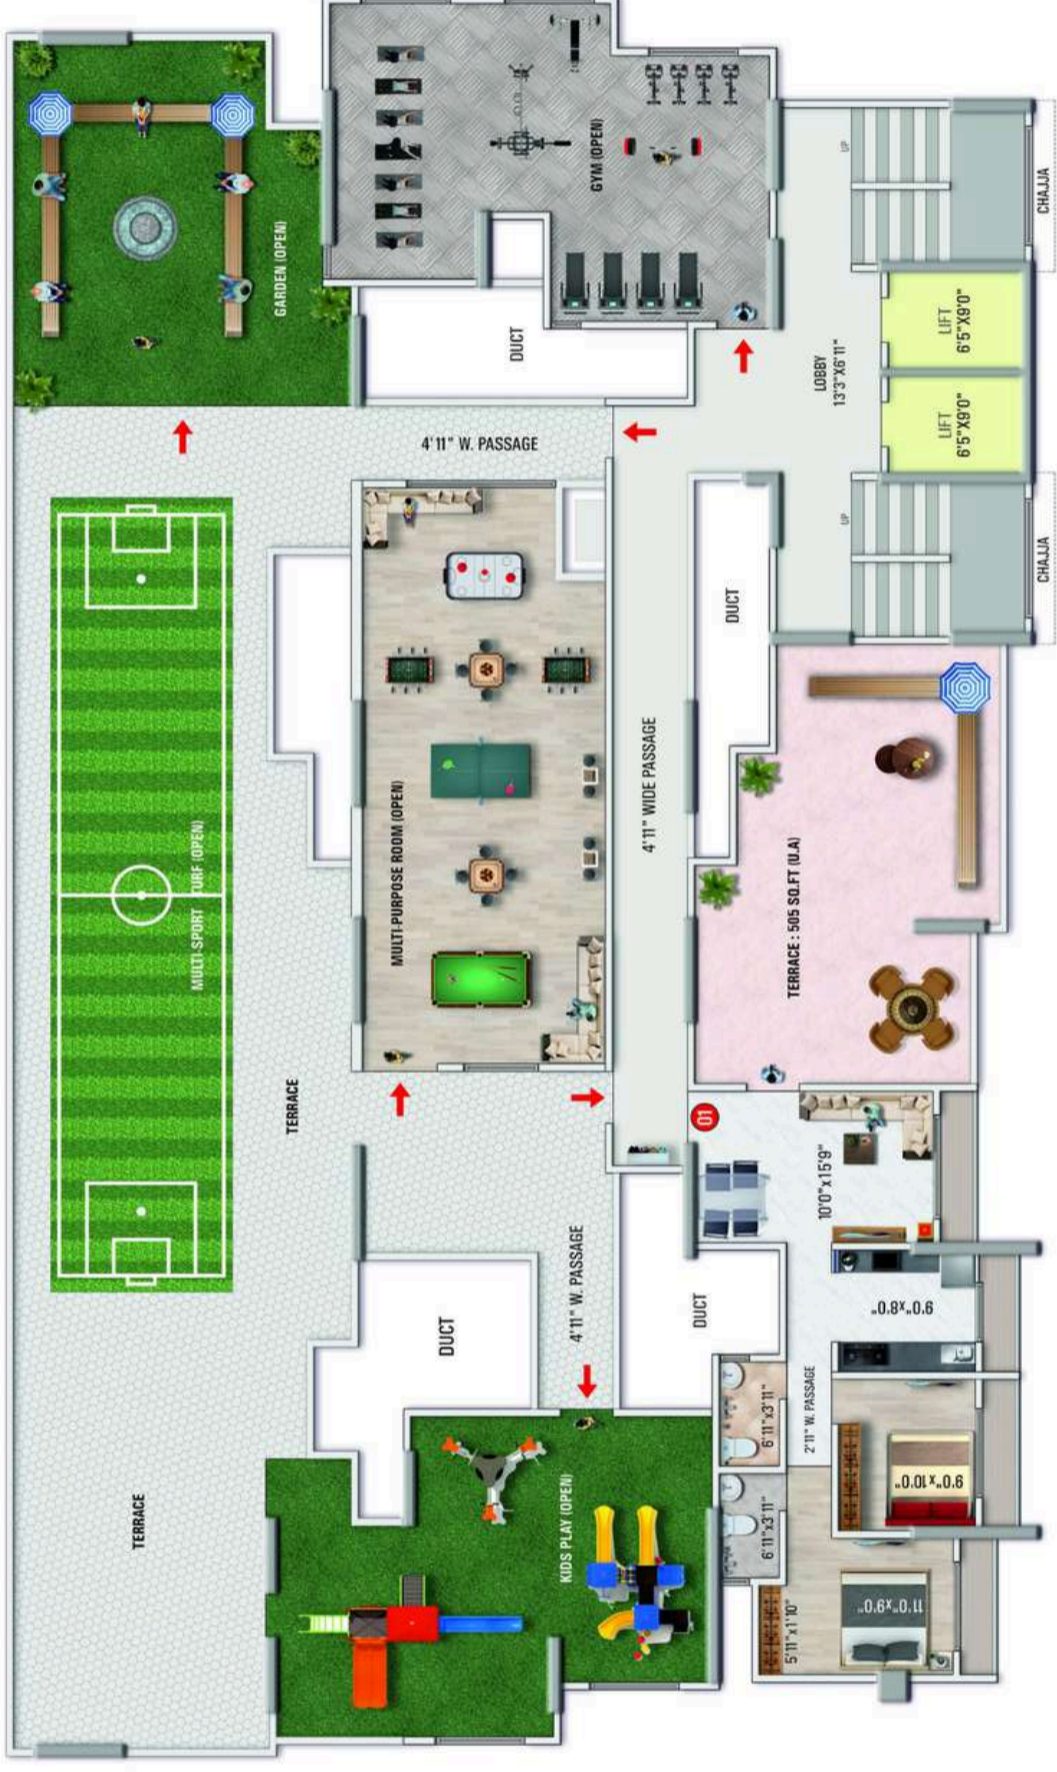 GARDEN (OPEN)
GYM (OPEN)
DUCT
UP
CHAJJA
LIFT
6'5"X9'0"
LOBBY
13'3"X6'11"
LIFT
6'5"X9'0"
4'11" W. PASSAGE
UP
CHAJJA
DUCT
MULTI-SPORT TURF (OPEN)
MULTI-PURPOSE ROOM (OPEN)
4'11" WIDE PASSAGE
TERRACE : 505 SQ.FT (U.A)
TERRACE
01
10'0"x15'9"
4'11" W. PASSAGE
DUCT
DUCT
9'0"x8'0"
2'11" W. PASSAGE
6'11"x3'11"
9'0"x10'0"
TERRACE
KIDS PLAY (OPEN)
6'11"x3'11"
5'11"x1'10"
11'0"x9'0"